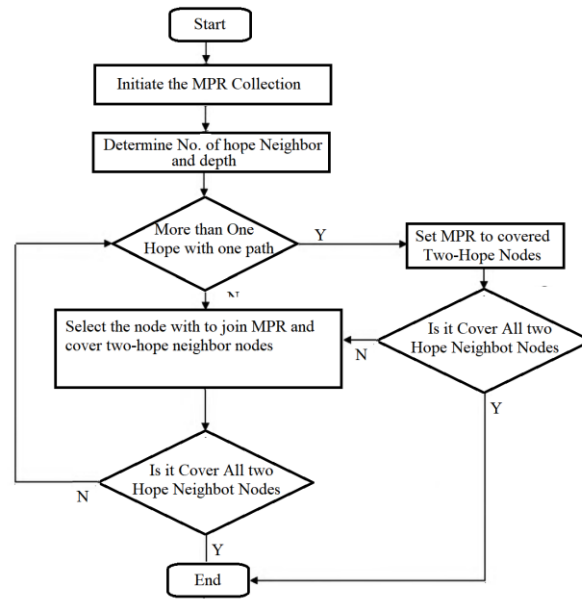 Start
Initiate the MPR Collection
Determine No. of hope Neighbor
and depth
More than One
Hope with one path
Y
Set MPR to covered
Two-Hope Nodes
Select the node with to join MPR and
cover two-hope neighbor nodes
N
Is it Cover All two
Hope Neighbot Nodes
Y
Is it Cover All two
Hope Neighbot Nodes
N
Y
End